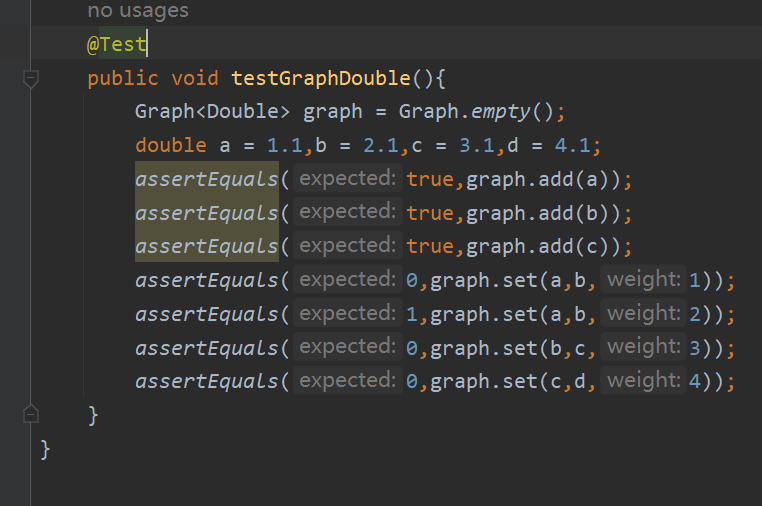 no usages
@Test
public void testGraphDouble(){
Graph<Double> graph = Graph.empty();
double a = 1.1,b = 2.1,c = 3.1,d = 4.1;
assertEquals( expected: true,graph.add(a));
assertEquals( expected: true,graph.add(b));
assertEquals( expected: true,graph.add(c));
assertEquals( expected: 0,graph.set(a,b, weight: 1));
assertEquals( expected: 1,graph.set(a,b, weight: 2));
assertEquals( expected: 0,graph.set(b,c, weight: 3));
assertEquals( expected: 0,graph.set(c,d, weight: 4));
}
}